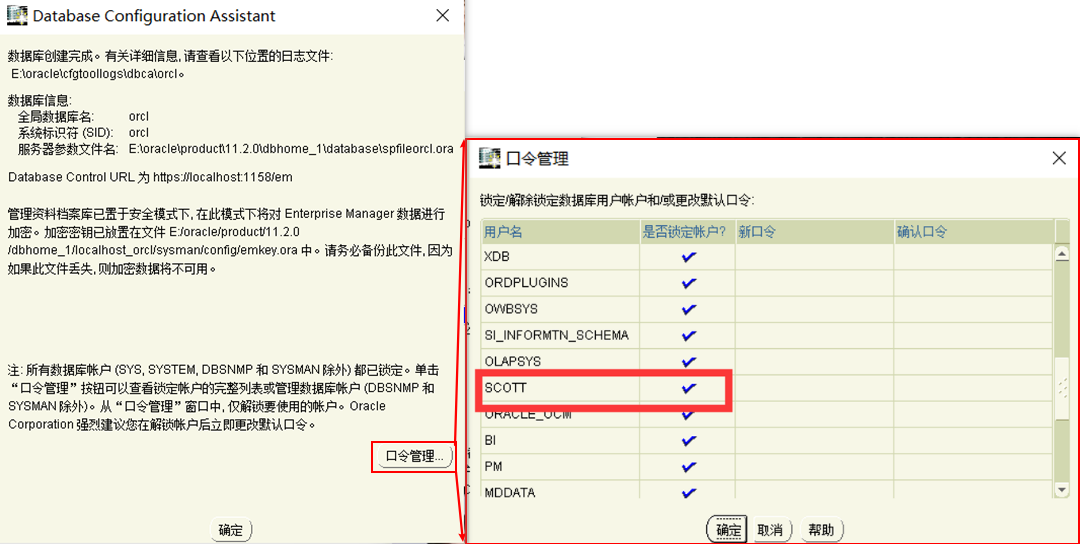 Database Configuration Assistant
数据库创建完成。有关详细信息, 请查看以下位置的日志文件:
E:\oracle\cfgtoollogs\dbca\orcl。
数据库信息:
全局数据库名: orcl
系统标识符 (SID): orcl
服务器参数文件名: E:\oracle\product\11.2.0\dbhome_1\database\spfileorcl.ora
Database Control URL 为 https://localhost:1158/em
管理资料档案库已置于安全模式下, 在此模式下将对 Enterprise Manager 数据进行
加密。加密密钥已放置在文件 E:/oracle/product/11.2.0
/dbhome_1/localhost_orcl/sysman/config/emkey.ora 中。请务必备份此文件, 因为
如果此文件丢失, 则加密数据将不可用。
注: 所有数据库帐户 (SYS, SYSTEM, DBSNMP 和 SYSMAN 除外) 都已锁定。单击
“口令管理”按钮可以查看锁定帐户的完整列表或管理数据库帐户 (DBSNMP 和
SYSMAN 除外)。从“口令管理”窗口中, 仅解锁要使用的帐户。Oracle
Corporation 强烈建议您在解锁帐户后立即更改默认口令。
口令管理...
确定
口令管理
锁定/解除锁定数据库用户帐户和/或更改默认口令:
用户名 是否锁定帐户? 新口令 确认口令
XDB
ORDPLUGINS
OWBSYS
SI_INFORMTN_SCHEMA
OLAPSYS
SCOTT
ORACLE_OCM
BI
PM
MDDATA
确定 取消 帮助